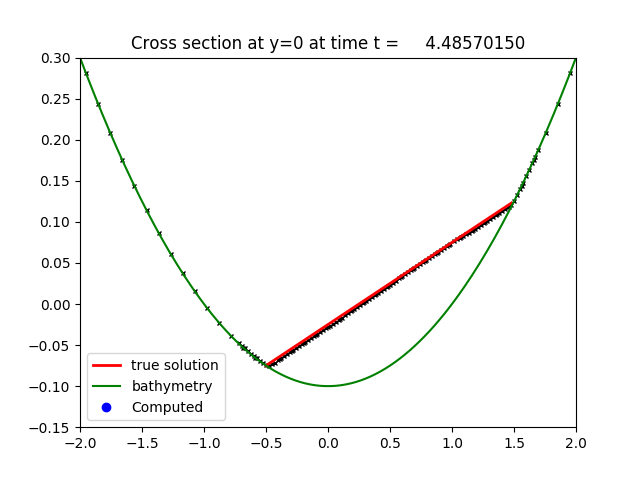 Cross section at y=0 at time t =     4.48570150
0.30
0.25
0.20
0.15
0.10
0.05
0.00
−0.05
−0.10
−0.15
true solution
bathymetry
Computed
−2.0 −1.5 −1.0 −0.5 0.0 0.5 1.0 1.5 2.0